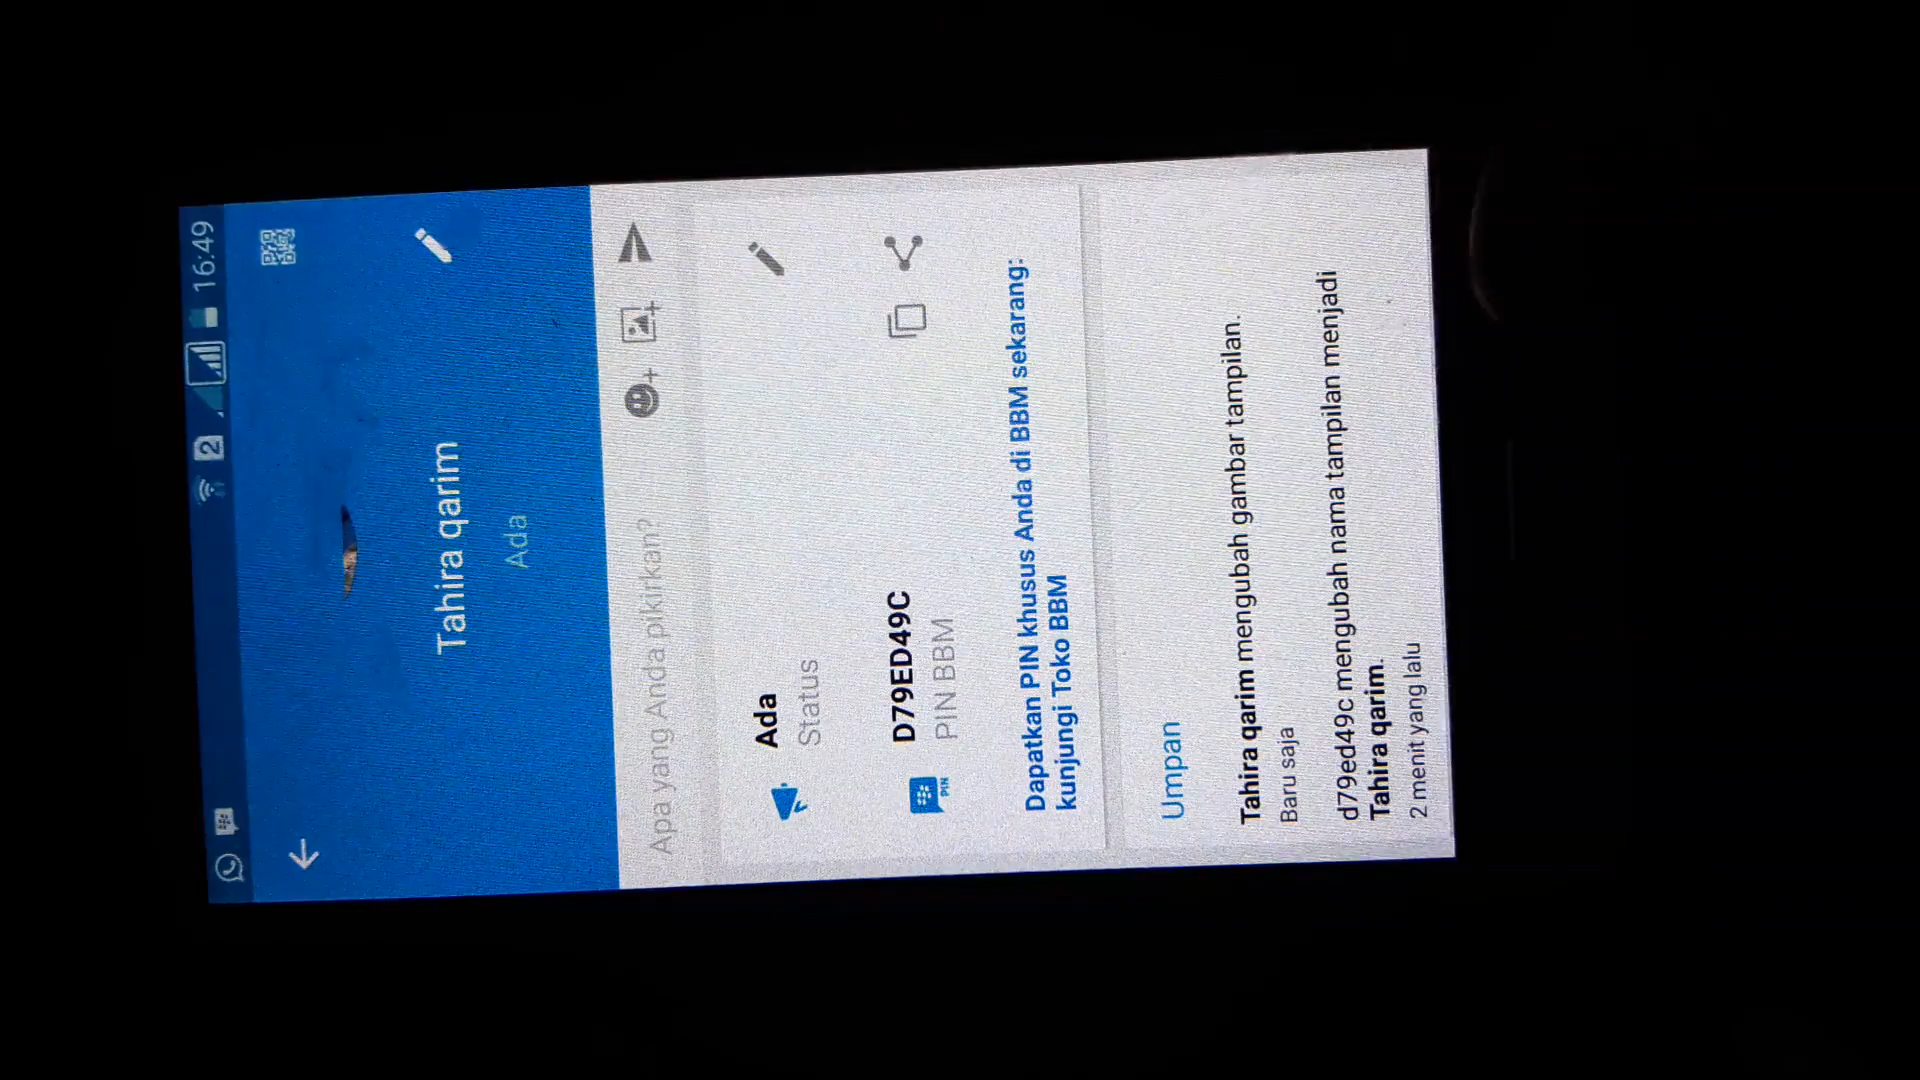 2 16:49
Tahira qarim
Ada
Apa yang Anda pikirkan?
Ada
Status
D79ED49C
PIN BBM
PIN
Dapatkan PIN khusus Anda di BBM sekarang:
kunjungi Toko BBM
Umpan
Tahira qarim mengubah gambar tampilan.
Baru saja
d79ed49c mengubah nama tampilan menjadi
Tahira qarim.
2 menit yang lalu